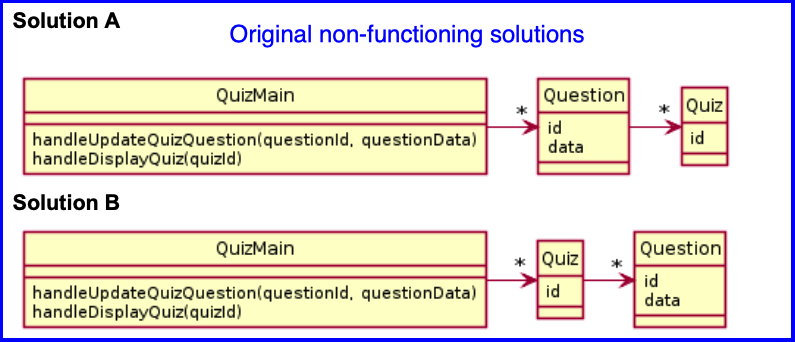 Solution A
Original non-functioning solutions
QuizMain
handleUpdateQuizQuestion(questionId, questionData)
handleDisplayQuiz(quizId)
*
Question
id
data
*
Quiz
id
Solution B
QuizMain
handleUpdateQuizQuestion(questionId, questionData)
handleDisplayQuiz(quizId)
*
Quiz
id
*
Question
id
data